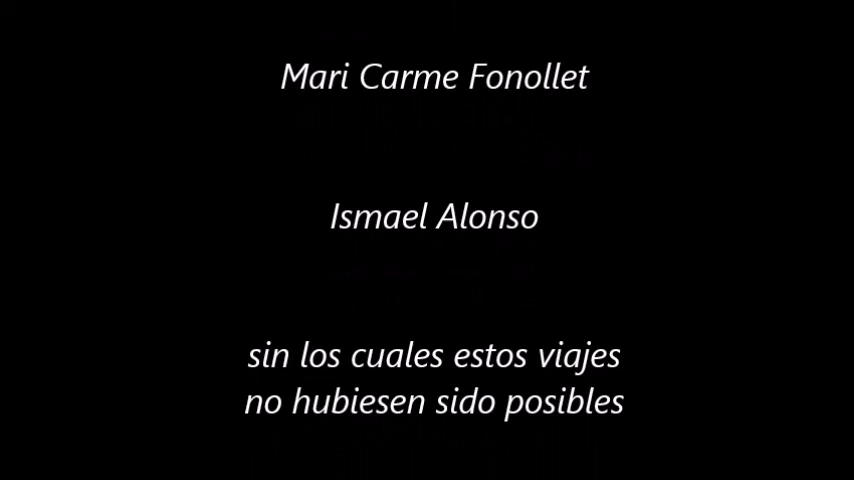 Mari Carme Fonollet
Ismael Alonso
sin los cuales estos viajes
no hubiesen sido posibles